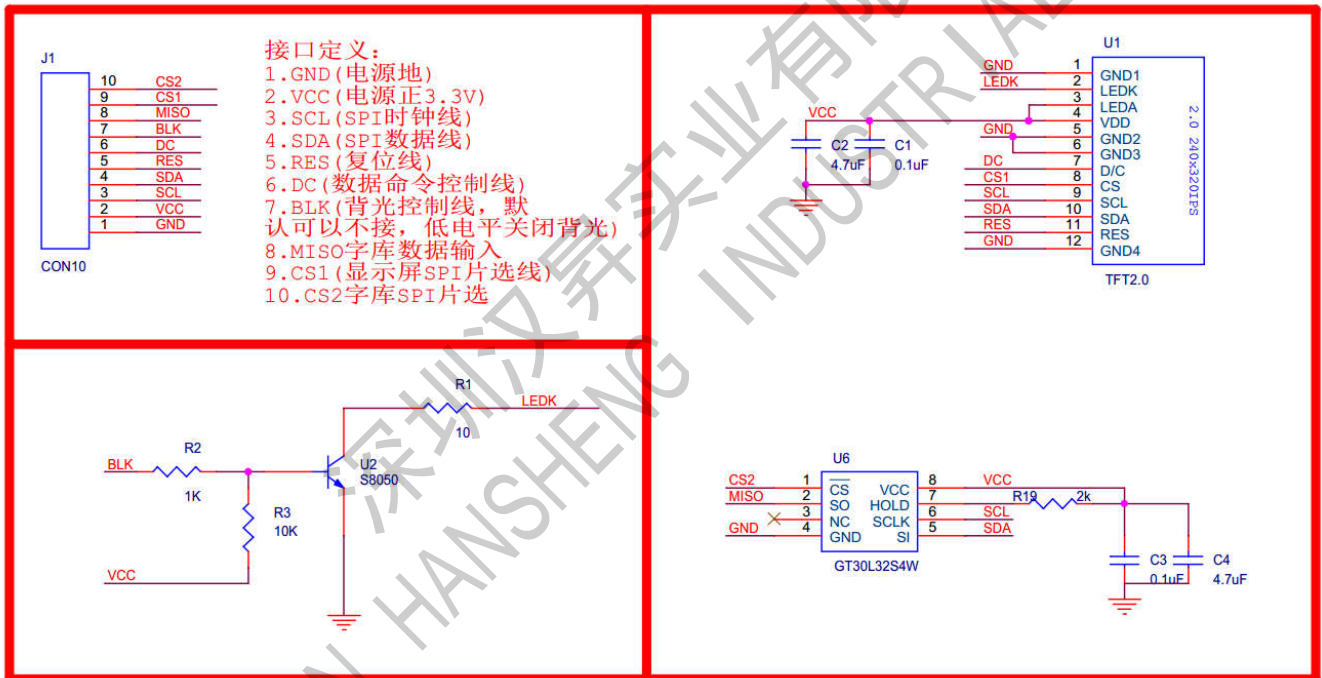 J1
10 CS2
9 CS1
8 MISO
7 BLK
6 DC
5 RES
4 SDA
3 SCL
2 VCC
1 GND
CON10
接口定义:
1.GND(电源地)
2.VCC(电源正3.3V)
3.SCL(SPI时钟线)
4.SDA(SPI数据线)
5.RES(复位线)
6.DC(数据命令控制线)
7.BLK(背光控制线, 默
认可以不接, 低电平关闭背光)
8.MISO字库数据输入
9.CS1(显示屏SPI片选线)
10.CS2字库SPI片选
U1
GND 1 GND1
LEDK 2 LEDK
3 LEDA
VCC 4 VDD
GND 5 GND2
6 GND3
DC 7 D/C
CS1 8 CS
SCL 9 SCL
SDA 10 SDA
RES 11 RES
GND 12 GND4
2.0 240x320IPS
TFT2.0
C2
4.7uF
C1
0.1uF
R1
LEDK
10
R2
BLK
1K
U2
S8050
R3
10K
VCC
U6
CS2 1 CS VCC 8 VCC
MISO 2 SO HOLD 7 R19 2k
3 NC SCLK 6 SCL
GND 4 GND SI 5 SDA
GT30L32S4W
C3
0.1uF
C4
4.7uF
深圳汉昇实业有限
N HANSHENG INDUSTRIAL